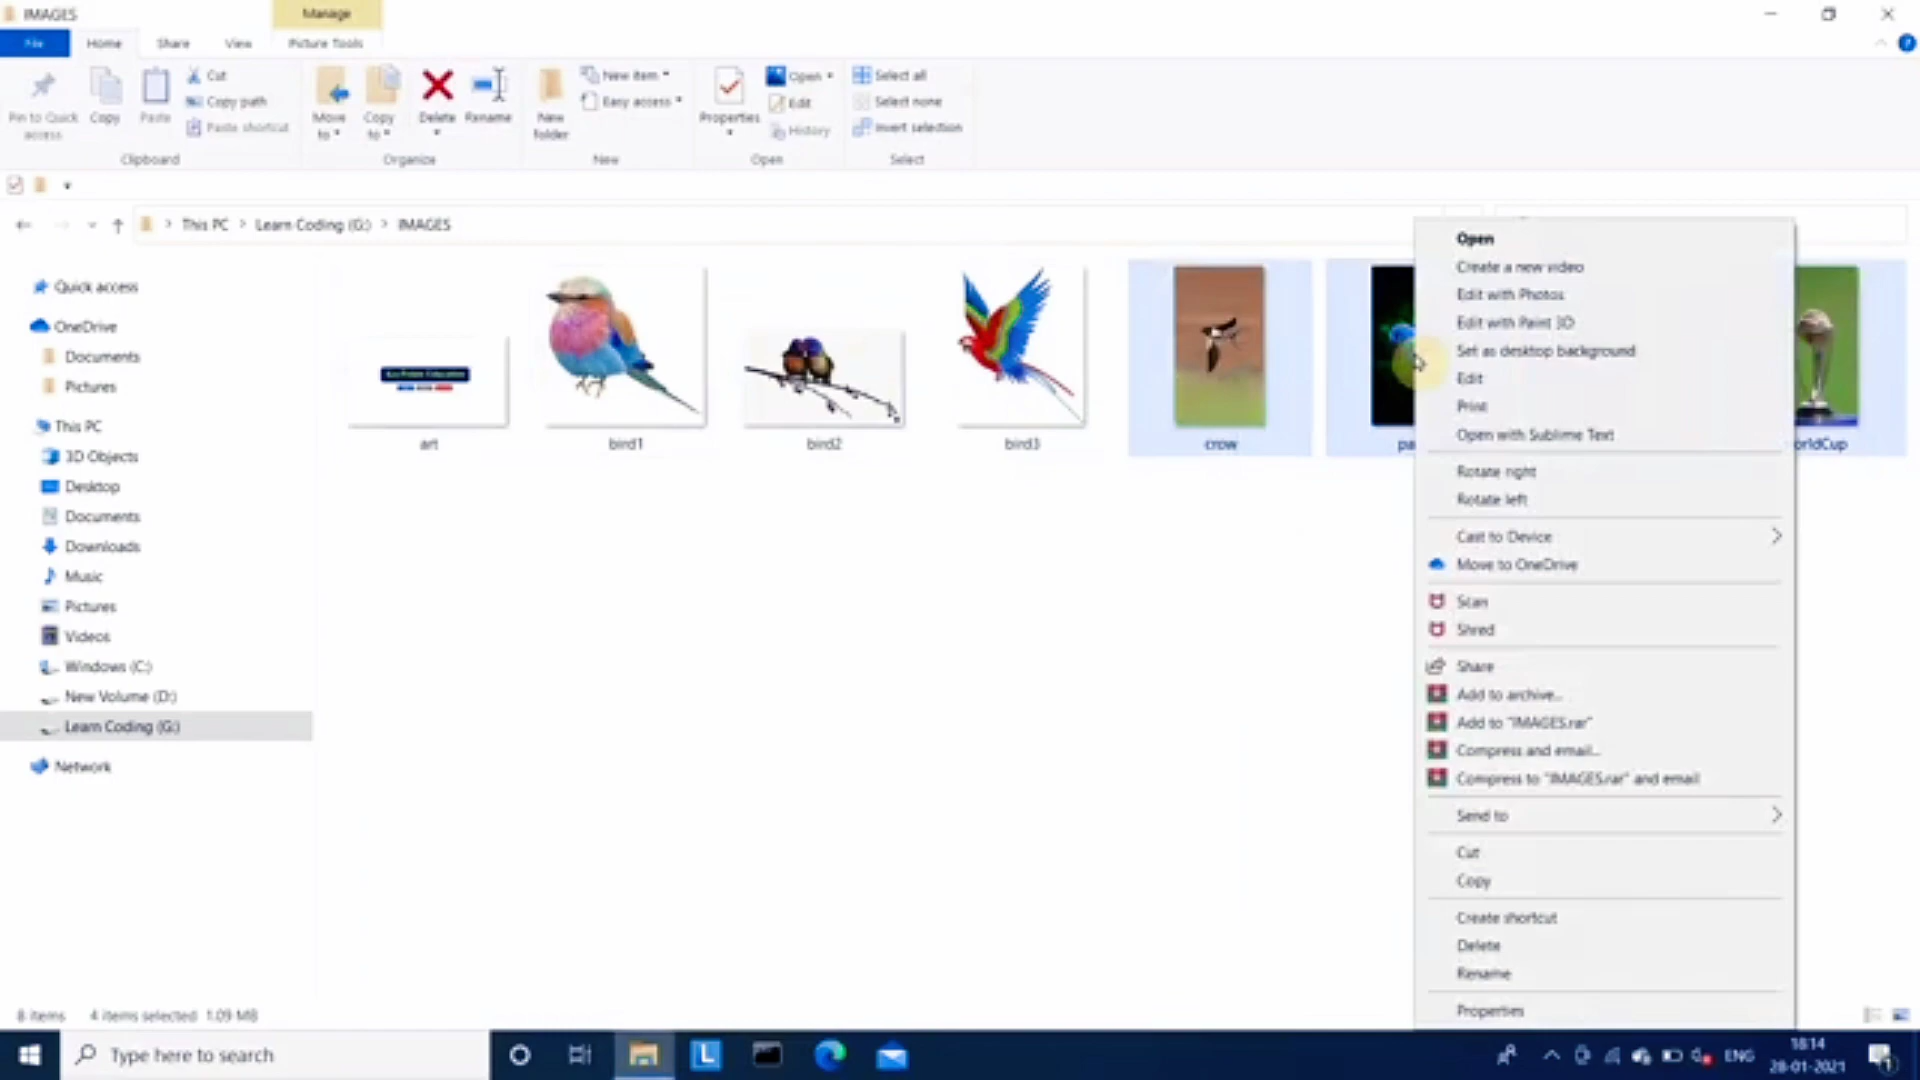 IMAGES
Manage
File
Home
Share
View
Picture Tools
Pin to Quick access
Copy
Paste
Cut
Copy path
Paste shortcut
Clipboard
Move to
Copy to
Delete
Rename
Organize
New folder
New item
Easy access
New
Properties
Open
Edit
History
Open
Select all
Select none
Invert selection
Select
This PC > Learn Coding (G:) > IMAGES
Quick access
OneDrive
Documents
Pictures
This PC
3D Objects
Desktop
Documents
Downloads
Music
Pictures
Videos
Windows (C:)
New Volume (D:)
Learn Coding (G:)
Network
art
bird1
bird2
bird3
crow
pa
orldCup
Open
Create a new video
Edit with Photos
Edit with Paint 3D
Set as desktop background
Edit
Print
Open with Sublime Text
Rotate right
Rotate left
Cast to Device
Move to OneDrive
Scan
Shred
Share
Add to archive...
Add to "IMAGES.rar"
Compress and email...
Compress to "IMAGES.rar" and email
Send to
Cut
Copy
Create shortcut
Delete
Rename
Properties
8 items 4 items selected 1.09 MB
Type here to search
ENG
18:14
28-01-2021